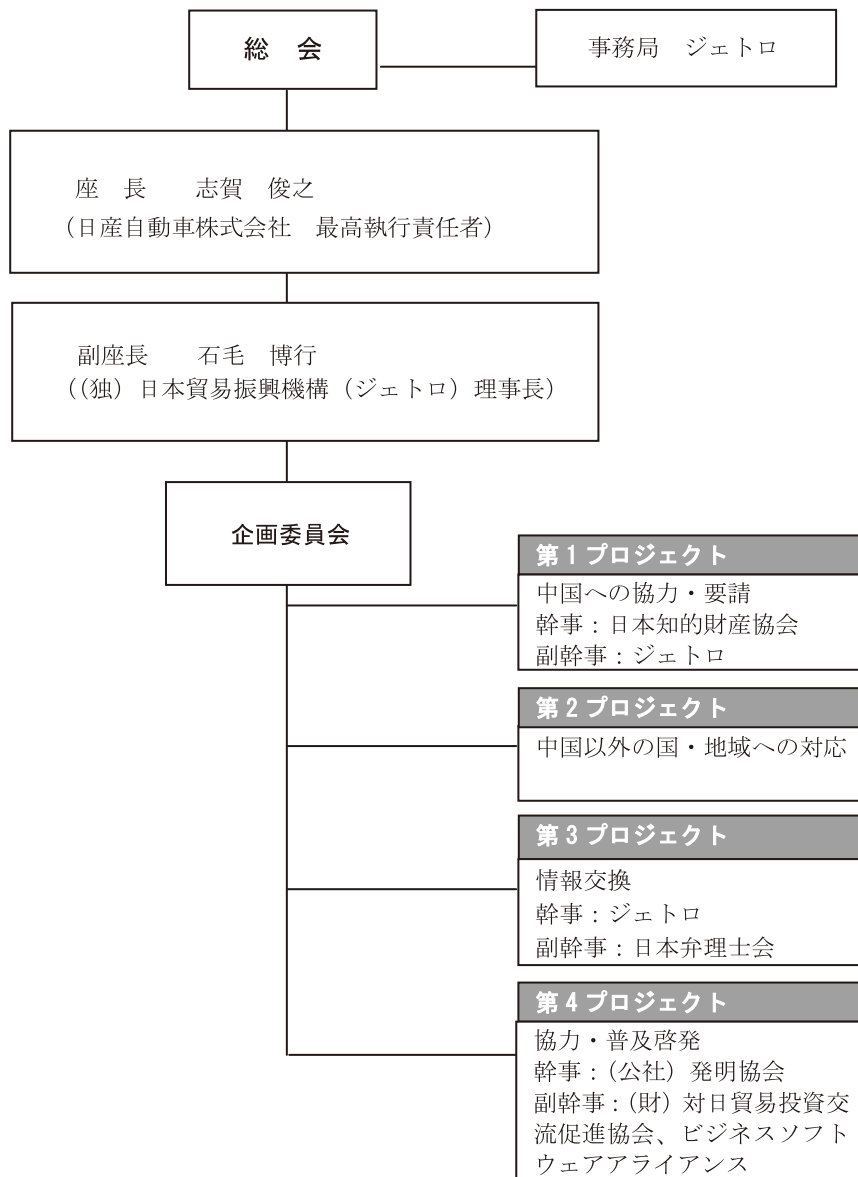 総　会
事務局　ジェトロ
座　長　　志賀　俊之
（日産自動車株式会社　最高執行責任者）
副座長　　石毛　博行
（（独）日本貿易振興機構（ジェトロ）理事長）
企画委員会
第１プロジェクト
中国への協力・要請
幹事：日本知的財産協会
副幹事：ジェトロ
第２プロジェクト
中国以外の国・地域への対応
第３プロジェクト
情報交換
幹事：ジェトロ
副幹事：日本弁理士会
第４プロジェクト
協力・普及啓発
幹事：（公社）発明協会
副幹事：（財）対日貿易投資交
流促進協会、ビジネスソフト
ウェアアライアンス